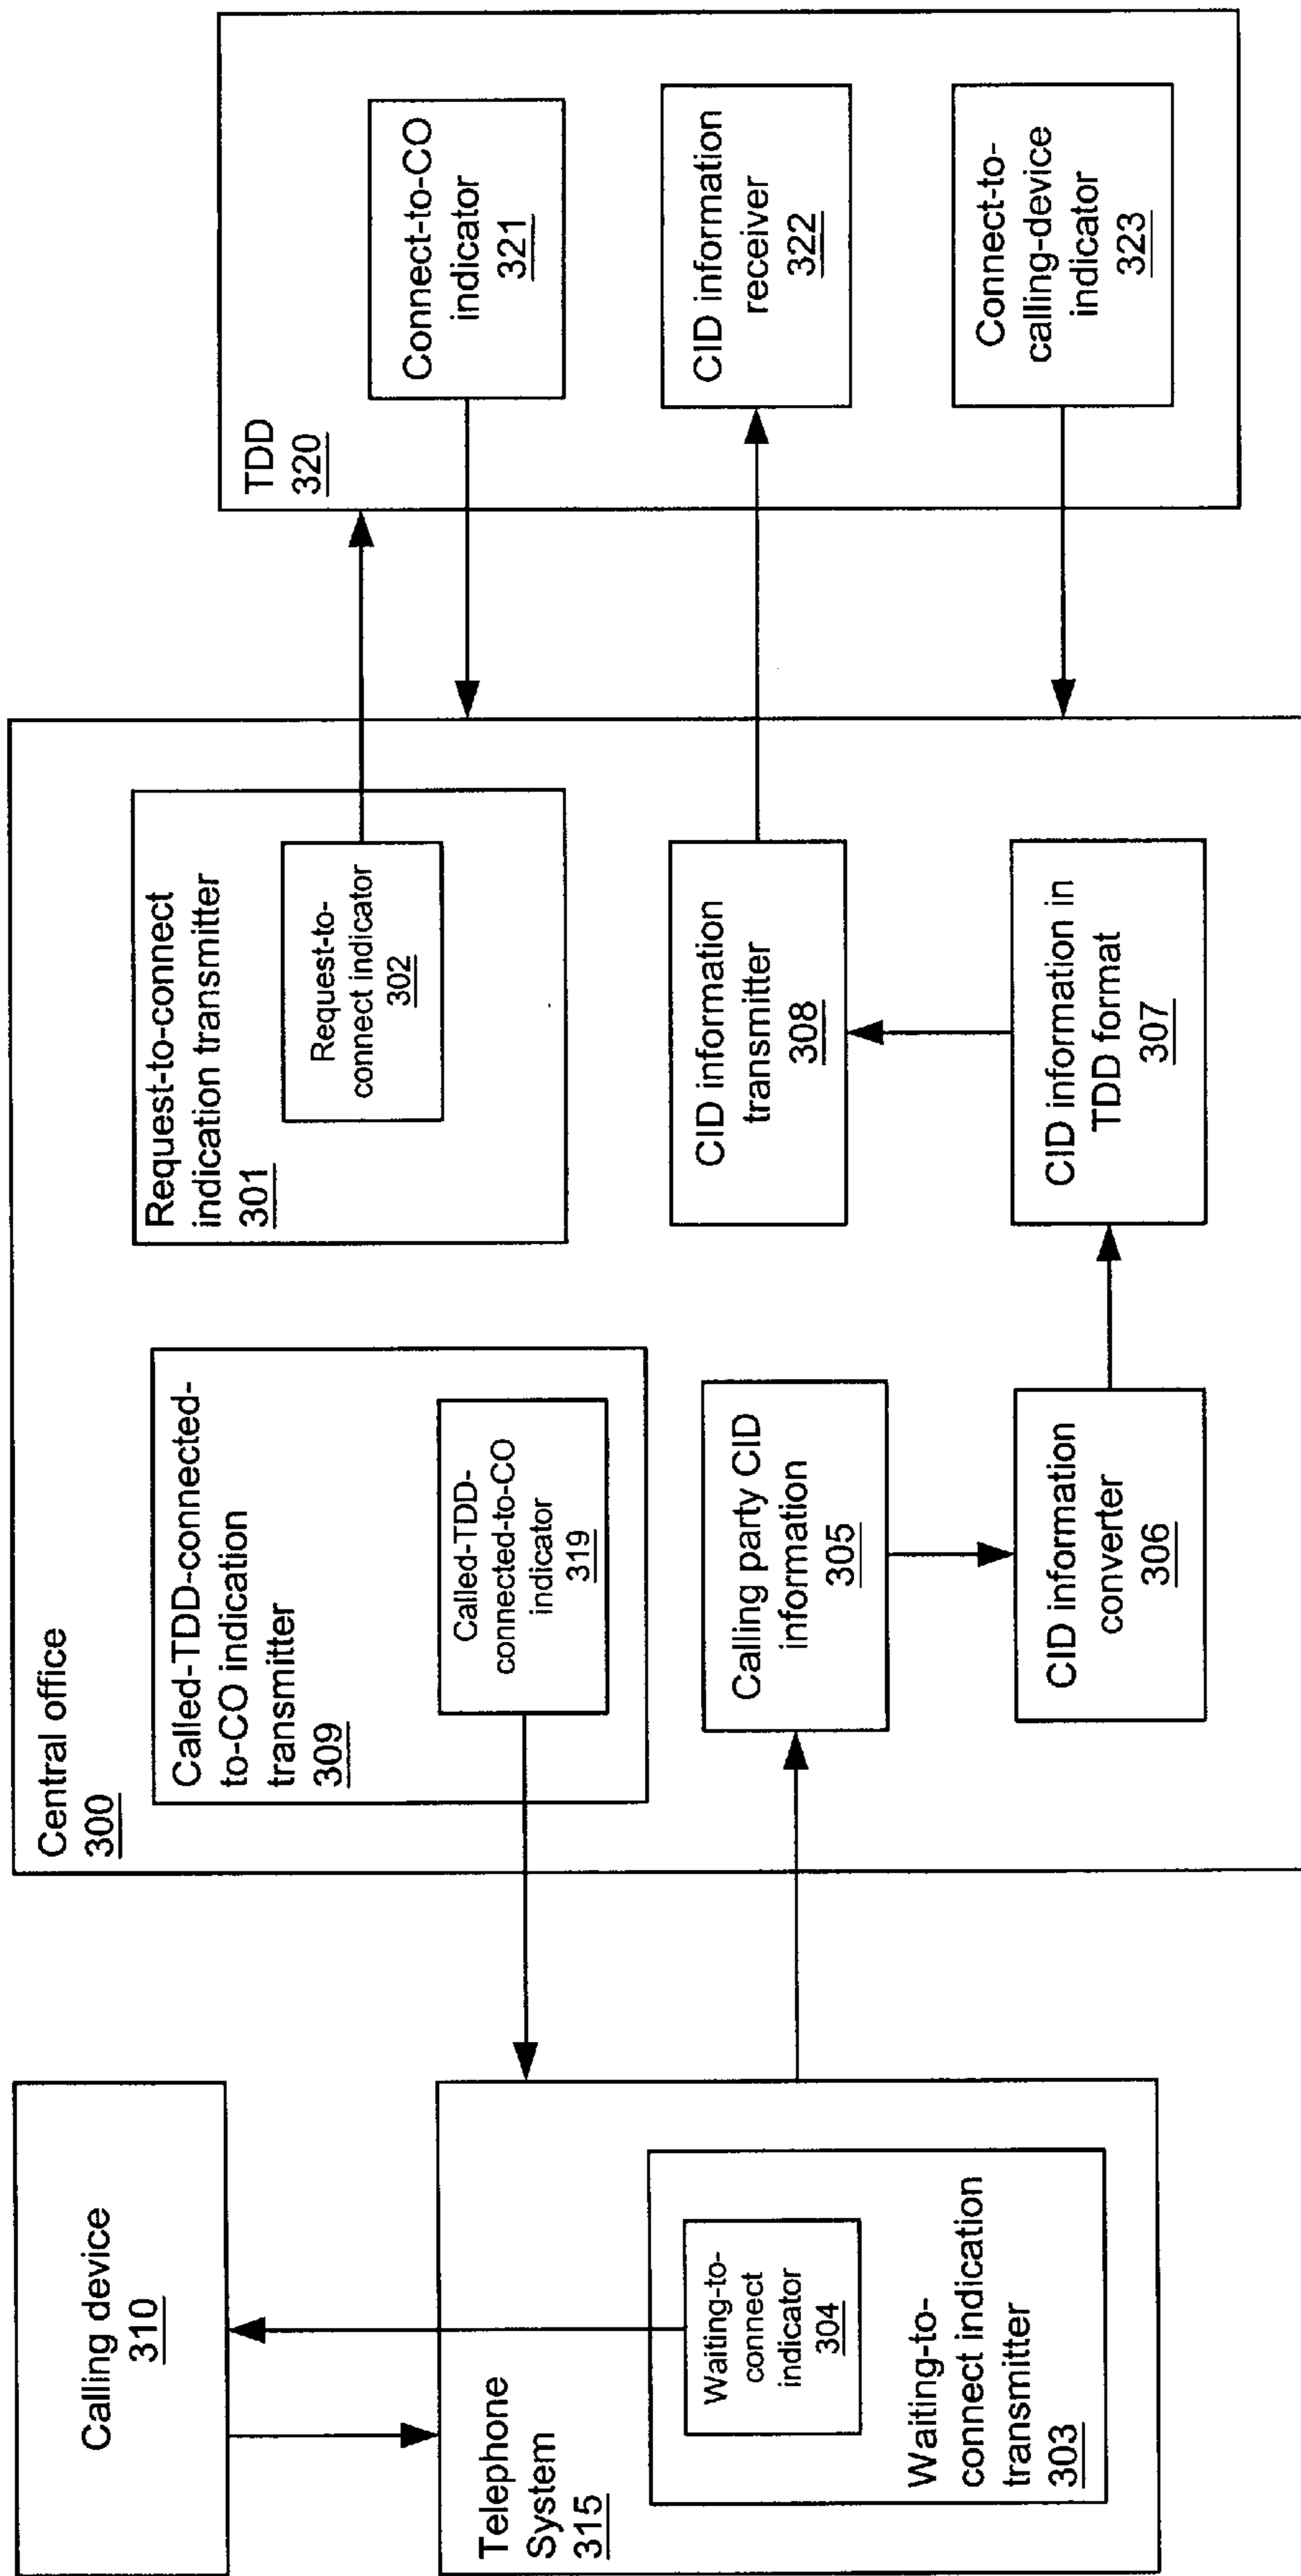 Calling device
310
Telephone
System
315
Waiting-to-
connect
indicator
304
Waiting-to-
connect indication
transmitter
303
Central office
300
Called-TDD-connected-
to-CO indication
transmitter
309
Called-TDD-
connected-to-CO
indicator
319
Calling party CID
information
305
CID information
converter
306
Request-to-connect
indication transmitter
301
Request-to-
connect indicator
302
CID information
transmitter
308
CID information in
TDD format
307
TDD
320
Connect-to-CO
indicator
321
CID information
receiver
322
Connect-to-
calling-device
indicator
323